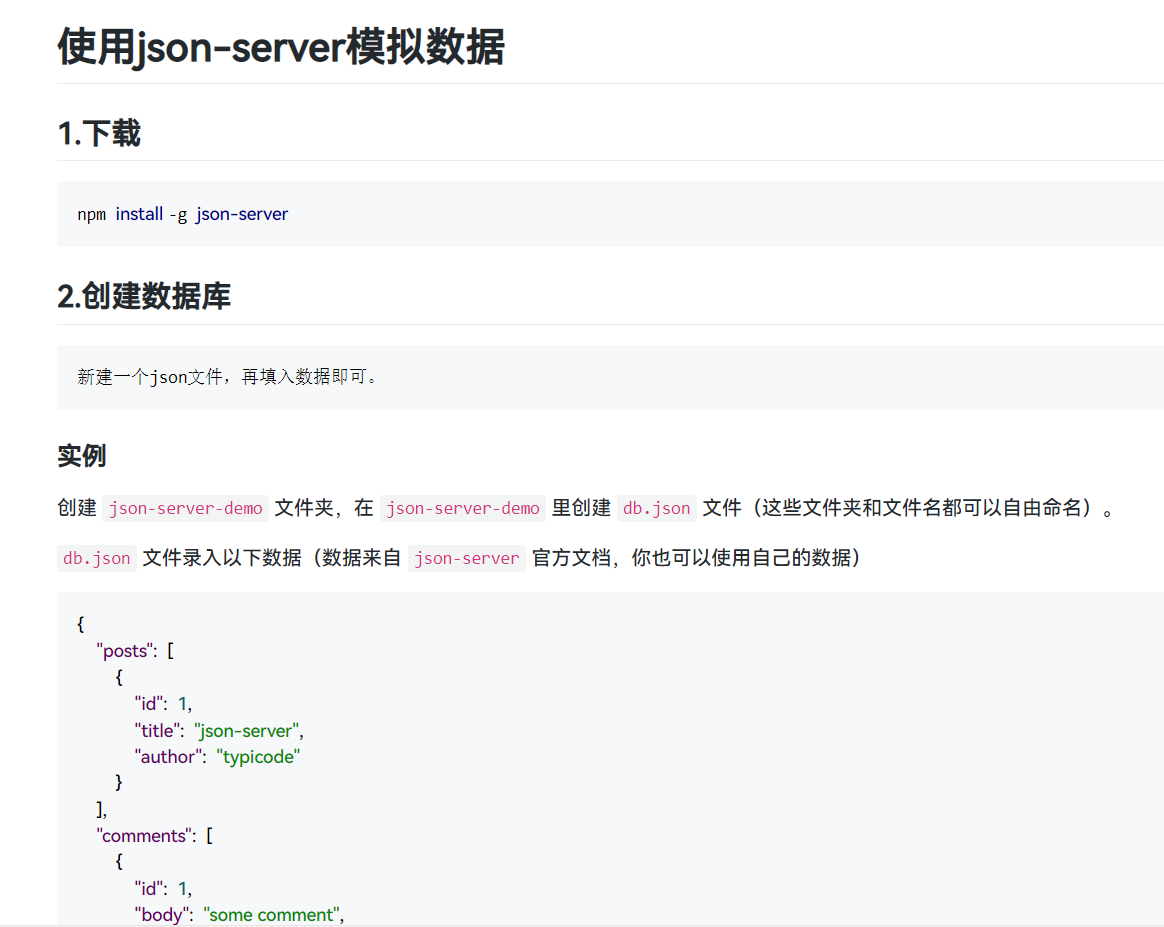 使用json-server模拟数据
1.下载
npm install -g json-server
2.创建数据库
新建一个json文件，再填入数据即可。
实例
创建 json-server-demo 文件夹，在 json-server-demo 里创建 db.json 文件（这些文件夹和文件名都可以自由命名）。
db.json 文件录入以下数据（数据来自 json-server 官方文档，你也可以使用自己的数据）
{
"posts": [
{
"id": 1,
"title": "json-server",
"author": "typicode"
}
],
"comments": [
{
"id": 1,
"body": "some comment",